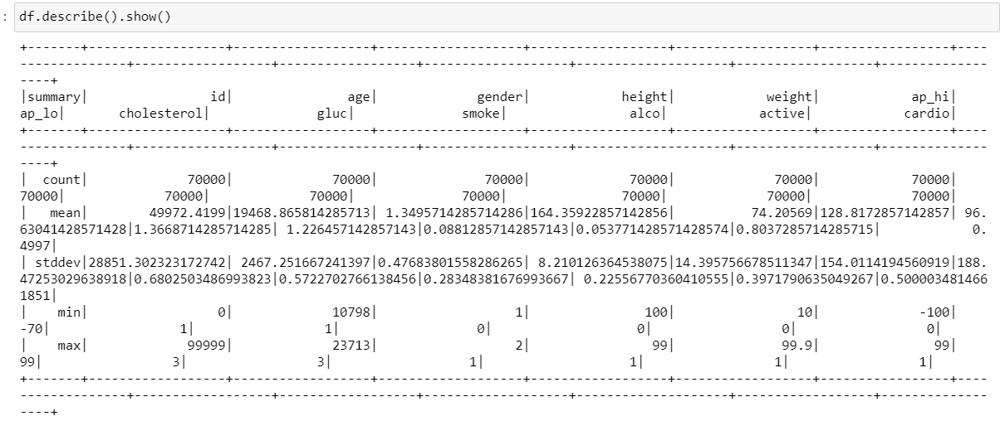 : df.describe().show()
+-------+-----------------+-----------------+------------------+-----------------+-----------------+-----------------+----
-------------+------------------+-----------------+------------------+-------------------+-----------------+-------------
----+
|summary|               id|              age|            gender|           height|           weight|            ap_hi|
ap_lo|       cholesterol|             gluc|             smoke|               alco|           active|           cardio|
+-------+-----------------+-----------------+------------------+-----------------+-----------------+-----------------+----
-------------+------------------+-----------------+------------------+-------------------+-----------------+-------------
----+
|  count|            70000|            70000|             70000|            70000|            70000|            70000|
70000|            70000|            70000|             70000|              70000|            70000|            70000|
|   mean|       49972.4199|19468.865814285713| 1.3495714285714286|164.35922857142856|         74.20569|128.8172857142857| 96.
63041428571428|1.3668714285714285| 1.226457142857143|0.08812857142857143|0.053771428571428574|0.8037285714285715|           0.
4997|
| stddev|28851.302323172742| 2467.251667241397|0.47683801558286265| 8.210126364538075|14.395756678511347|154.0114194560919|188.
47253029638918|0.6802503486993823|0.5722702766138456|0.28348381676993667| 0.22556770360410555|0.3971790635049267|0.500003481466
1851|
|    min|                0|            10798|                 1|              100|               10|             -100|
-70|                1|                1|                 0|                  0|                0|                0|
|    max|            99999|            23713|                 2|               99|             99.9|               99|
99|                3|                3|                 1|                  1|                1|                1|
+-------+-----------------+-----------------+------------------+-----------------+-----------------+-----------------+----
-------------+------------------+-----------------+------------------+-------------------+-----------------+-------------
----+